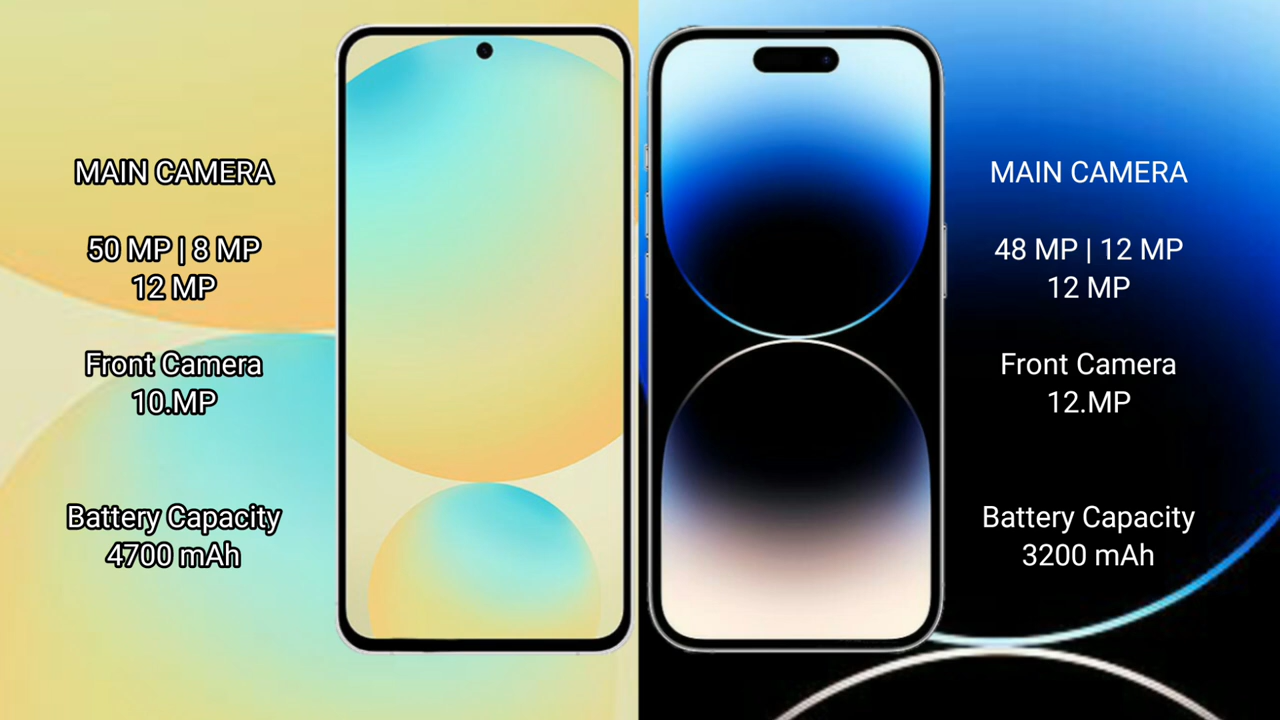 MAIN CAMERA
50 MP | 8 MP
12 MP
Front Camera
10.MP
Battery Capacity
4700 mAh
MAIN CAMERA
48 MP | 12 MP
12 MP
Front Camera
12.MP
Battery Capacity
3200 mAh